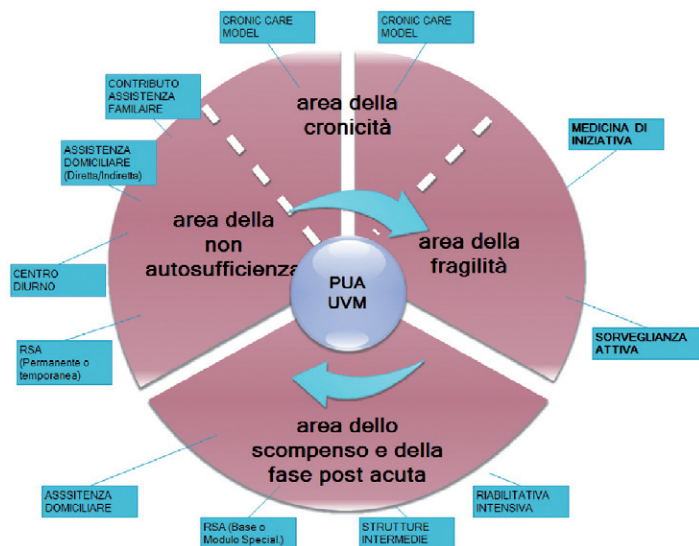 CRONIC CARE
MODEL
CRONIC CARE
MODEL
CONTRIBUTO
ASSISTENZA
FAMILAIRE
area della
cronicità
MEDICINA DI
INIZIATIVA
ASSISTENZA
DOMICILIARE
(Diretta/Indiretta)
area della
non
autosufficienza
area della
fragilità
CENTRO
DIURNO
PUA
UVM
RSA
(Permanente o
temporanea)
SORVEGLIANZA
ATTIVA
area dello
scompenso e della
fase post acuta
ASSSITENZA
DOMICILIARE
RSA (Base o
Modulo Special.)
STRUTTURE
INTERMEDIE
RIABILITATIVA
INTENSIVA